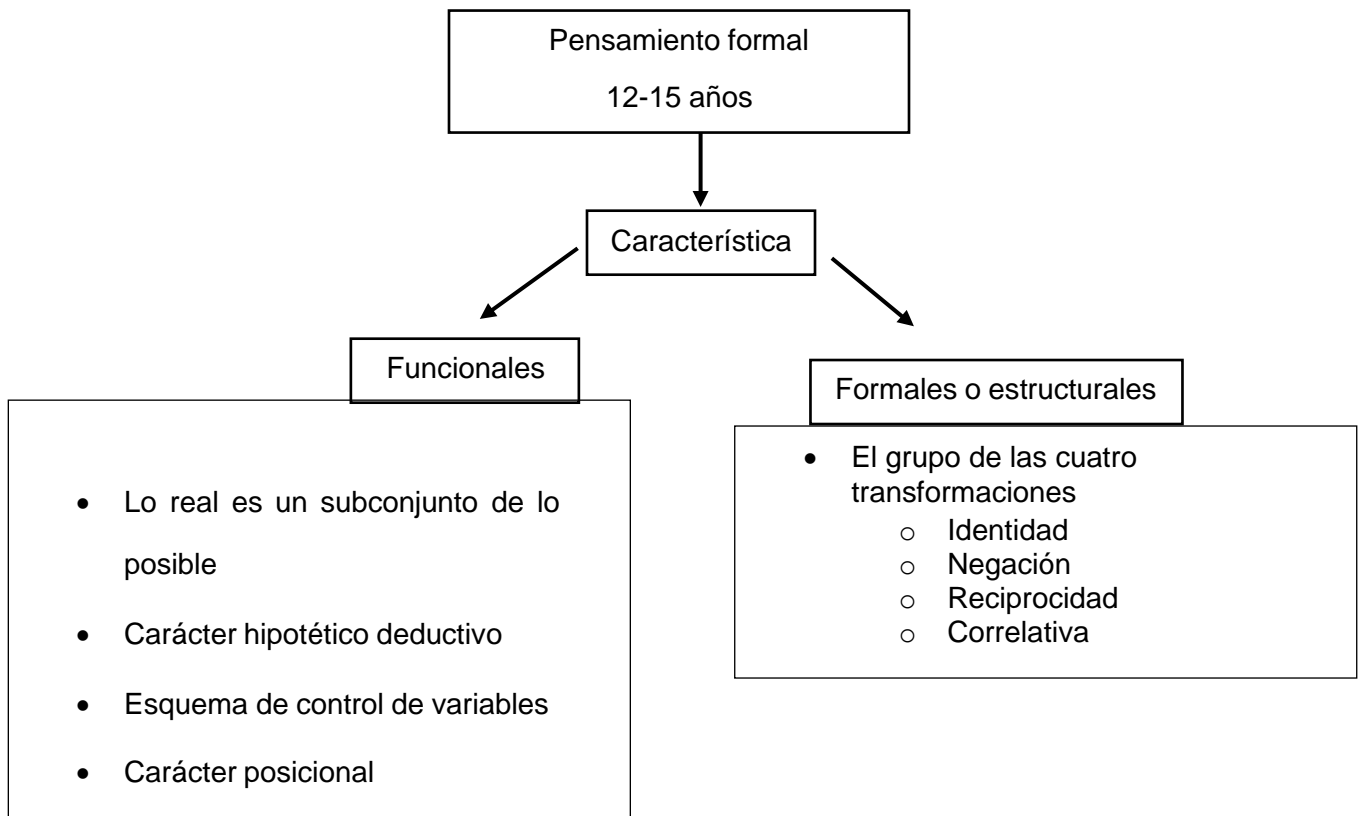 Pensamiento formal
12-15 años
Característica
Funcionales
Formales o estructurales
• Lo real es un subconjunto de lo
posible
• Carácter hipotético deductivo
• Esquema de control de variables
• Carácter posicional
• El grupo de las cuatro
transformaciones
o Identidad
o Negación
o Reciprocidad
o Correlativa